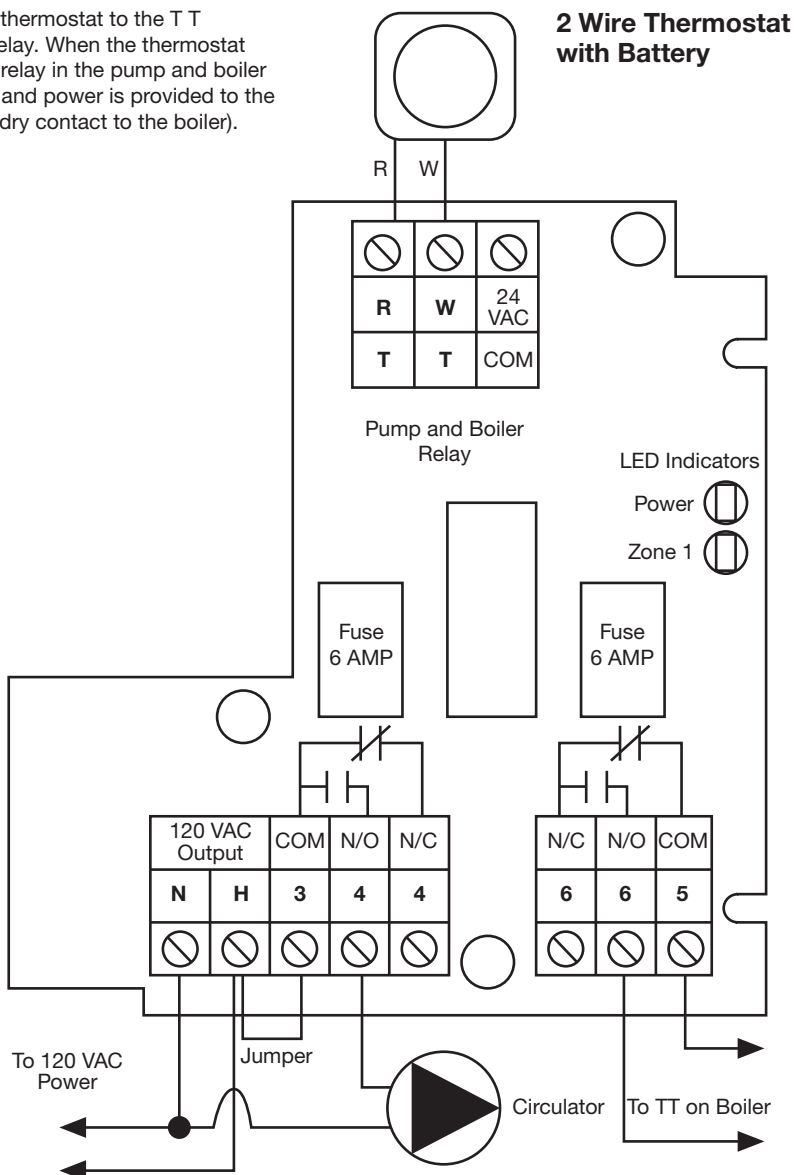 thermostat to the T T
relay. When the thermostat
relay in the pump and boiler
and power is provided to the
dry contact to the boiler).
2 Wire Thermostat
with Battery
R W
R W 24 VAC
T T COM
Pump and Boiler
Relay
LED Indicators
Power
Zone 1
Fuse
6 AMP
Fuse
6 AMP
120 VAC
Output
COM N/O N/C
N H 3 4 4
N/C N/O COM
6 6 5
To 120 VAC
Power
Jumper
Circulator
To TT on Boiler